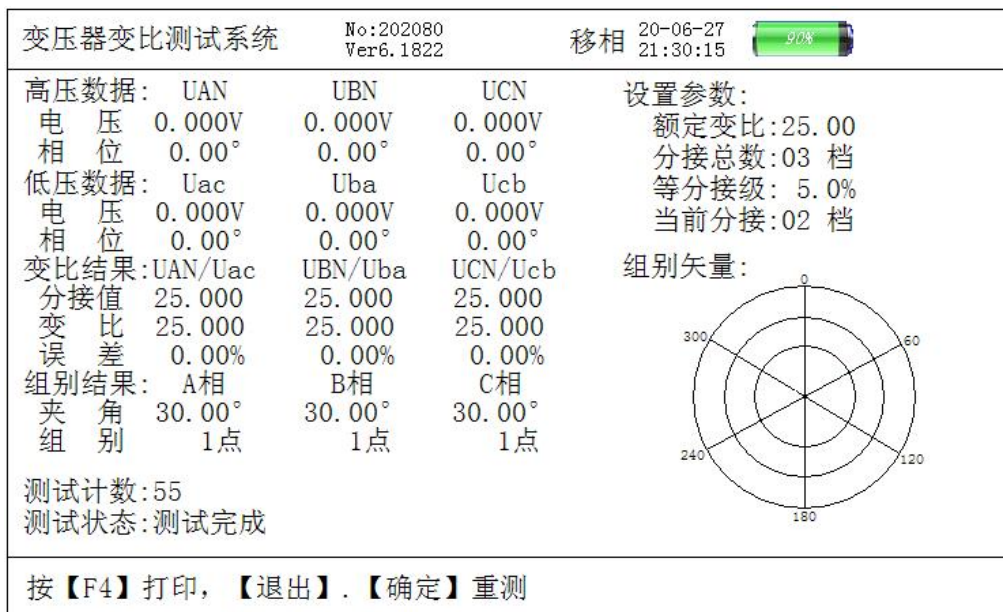 变压器变比测试系统 No:202080 Ver6.1822 移相 20-06-27 21:30:15 90%
高压数据: UAN UBN UCN
电 压 0.000V 0.000V 0.000V
相 位 0.00° 0.00° 0.00°
低压数据: Uac Uba Ucb
电 压 0.000V 0.000V 0.000V
相 位 0.00° 0.00° 0.00°
变比结果:UAN/Uac UBN/Uba UCN/Ucb
分接值 25.000 25.000 25.000
变 比 25.000 25.000 25.000
误 差 0.00% 0.00% 0.00%
组别结果: A相 B相 C相
夹 角 30.00° 30.00° 30.00°
组 别 1点 1点 1点
测试计数:55
测试状态:测试完成
设置参数:
额定变比:25.00
分接总数:03 档
等分接级: 5.0%
当前分接:02 档
组别矢量:
0
300 60
240 120
180
按【F4】打印，【退出】.【确定】重测